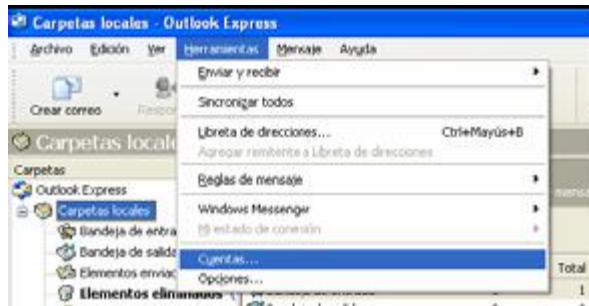 Carpetas locales - Outlook Express
Archivo Edición Ver Herramientas Mensaje Ayuda
Enviar y recibir
Sincronizar todos
Libreta de direcciones... Ctrl+Mayús+B
Agregar remitente a Libreta de direcciones
Reglas de mensaje
Windows Messenger
Mi estado de conexión
Cuentas...
Opciones...
Crear correo
Carpetas local
Carpetas
Outlook Express
Carpetas locales
Bandeja de entra
Bandeja de salida
Elementos enviad
Elementos eliminados
Total
1